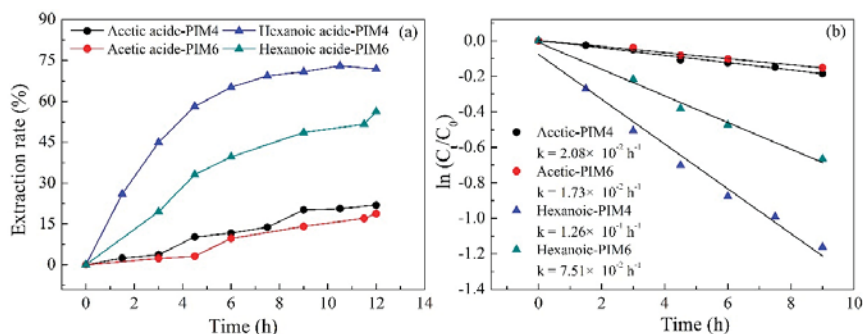 Acetic acide-PIM4 Hexanoic acide-PIM4 (a)
Acetic acide-PIM6 Hexanoic acide-PIM6
Extraction rate (%)
90
75
60
45
30
15
0
0 2 4 6 8 10 12 14
Time (h)
(b)
ln (C/C₀)
0.0
-0.2
-0.4
-0.6
-0.8
-1.0
-1.2
-1.4
Acetic-PIM4
k = 2.08× 10⁻² h⁻¹
Acetic-PIM6
k = 1.73× 10⁻² h⁻¹
Hexanoic-PIM4
k = 1.26× 10⁻¹ h⁻¹
Hexanoic-PIM6
k = 7.51× 10⁻² h⁻¹
0 2 4 6 8 10
Time (h)